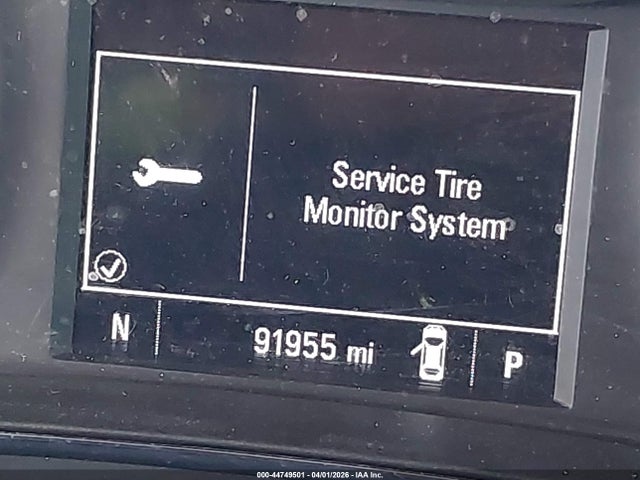 Service Tire
Monitor System
N
91955 mi
P
000-44749501 - 04/01/2026 - IAA Inc.